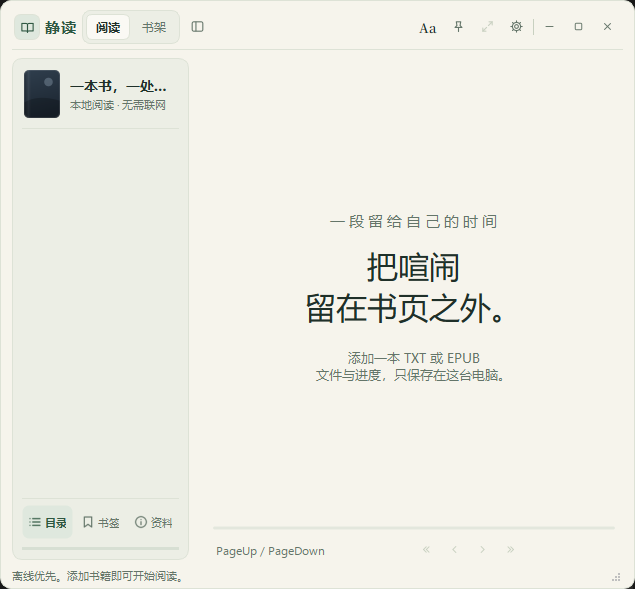 静读 阅读 书架 Aa
一本书，一处...
本地阅读 · 无需联网
一段留给自己的时间
把喧闹
留在书页之外。
添加一本 TXT 或 EPUB
文件与进度，只保存在这台电脑。
目录 书签 资料
PageUp / PageDown
离线优先。添加书籍即可开始阅读。